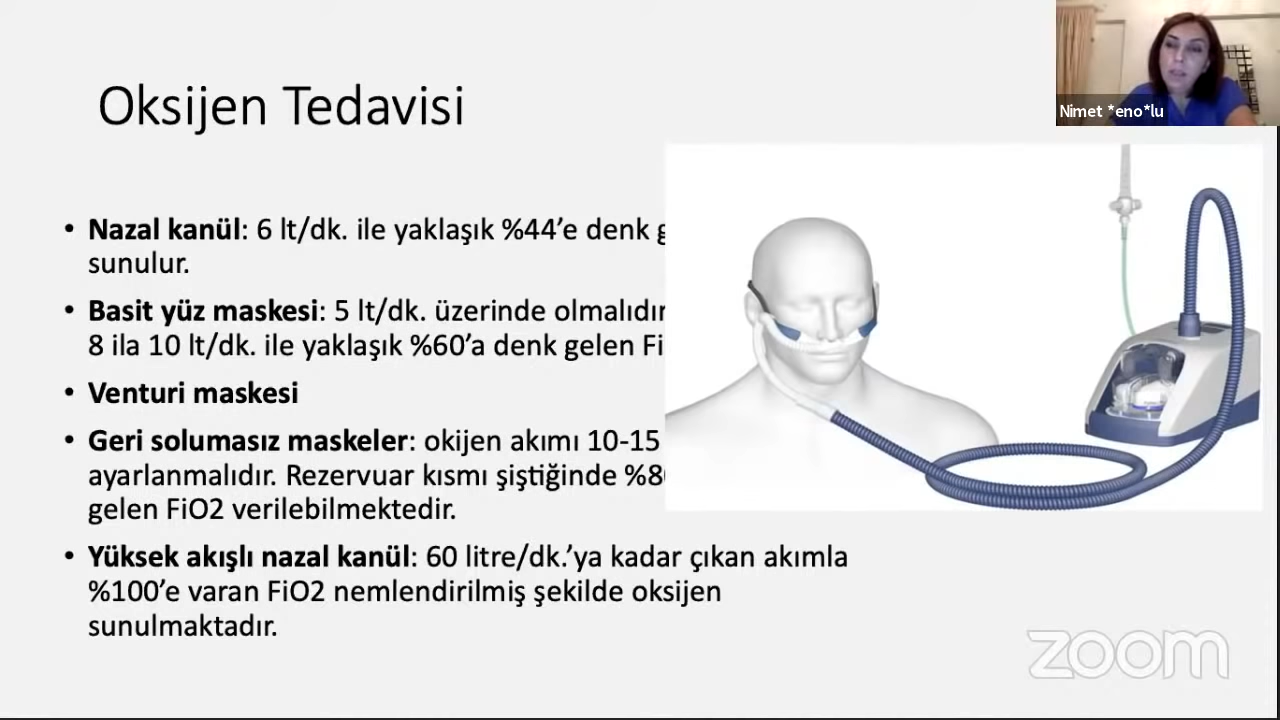 Oksijen Tedavisi
Nimet *eno*lu
• Nazal kanül: 6 lt/dk. ile yaklaşık %44’e denk
sunulur.
• Basit yüz maskesi: 5 lt/dk. üzerinde olmalıdır
8 ila 10 lt/dk. ile yaklaşık %60’a denk gelen Fi
• Venturi maskesi
• Geri solumasız maskeler: okijen akımı 10-15
ayarlanmalıdır. Rezervuar kısmı şiştiğinde
gelen FiO2 verilebilmektedir.
• Yüksek akışlı nazal kanül: 60 litre/dk.’ya kadar çıkan akımla
%100’e varan FiO2 nemlendirilmiş şekilde oksijen
sunulmaktadır.
zoom